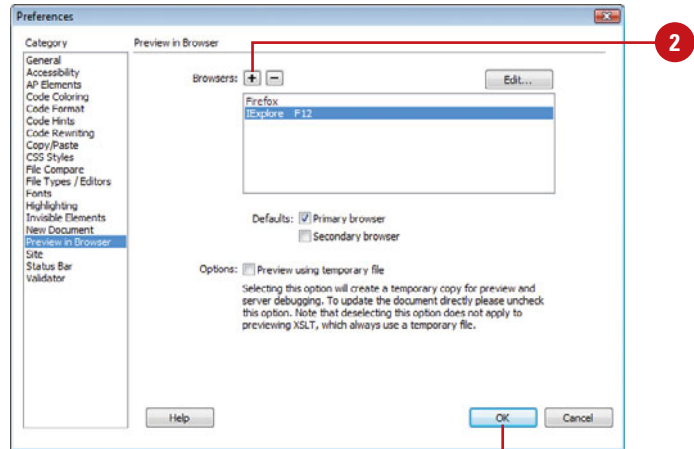 Preferences
Category
Preview in Browser
General
Accessibility
AP Elements
Code Coloring
Code Format
Code Hints
Code Rewriting
Copy/Paste
CSS Styles
File Compare
File Types / Editors
Fonts
Highlighting
Invisible Elements
New Document
Preview in Browser
Site
Status Bar
Validator
Browsers: + - Edit...
Firefox
IExplore F12
Defaults: Primary browser
Secondary browser
Options: Preview using temporary file
Selecting this option will create a temporary copy for preview and
server debugging. To update the document directly please uncheck
this option. Note that deselecting this option does not apply to
previewing XSLT, which always use a temporary file.
Help OK Cancel
2